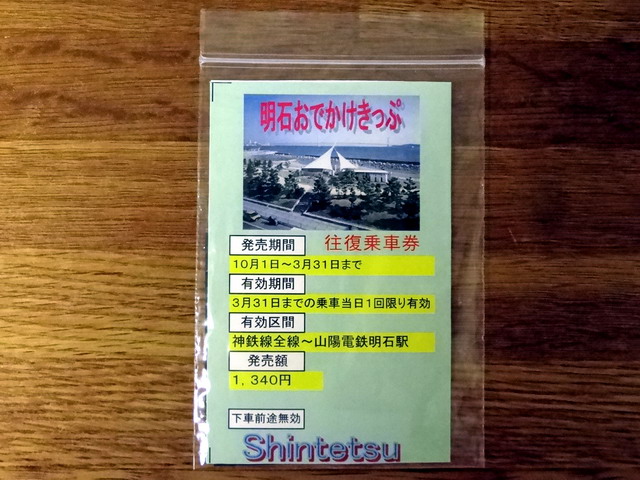 明石おでかけきっぷ
往復乗車券
発売期間
10月1日～3月31日まで
有効期間
3月31日までの乗車当日1回限り有効
有効区間
神鉄線全線～山陽電鉄明石駅
発売額
1,340円
下車前途無効
Shintetsu